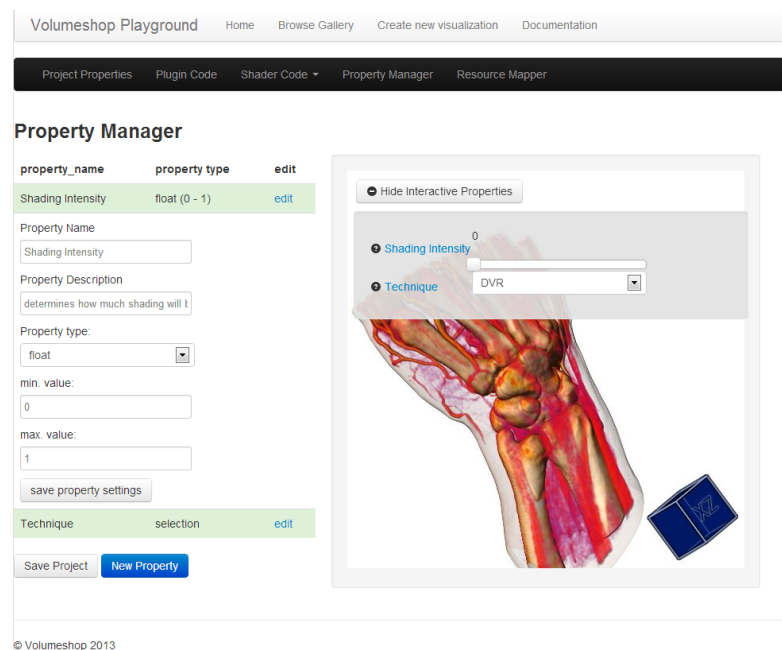 Volumeshop Playground Home Browse Gallery Create new visualization Documentation
Project Properties Plugin Code Shader Code Property Manager Resource Mapper
Property Manager
property_name property type edit
Shading Intensity float (0 - 1) edit
Property Name
Shading Intensity
Property Description
determines how much shading will b
Property type:
float
min. value:
0
max. value:
1
save property settings
Technique selection edit
Save Project New Property
Hide Interactive Properties
0
Shading Intensity
Technique DVR
XZ
© Volumeshop 2013